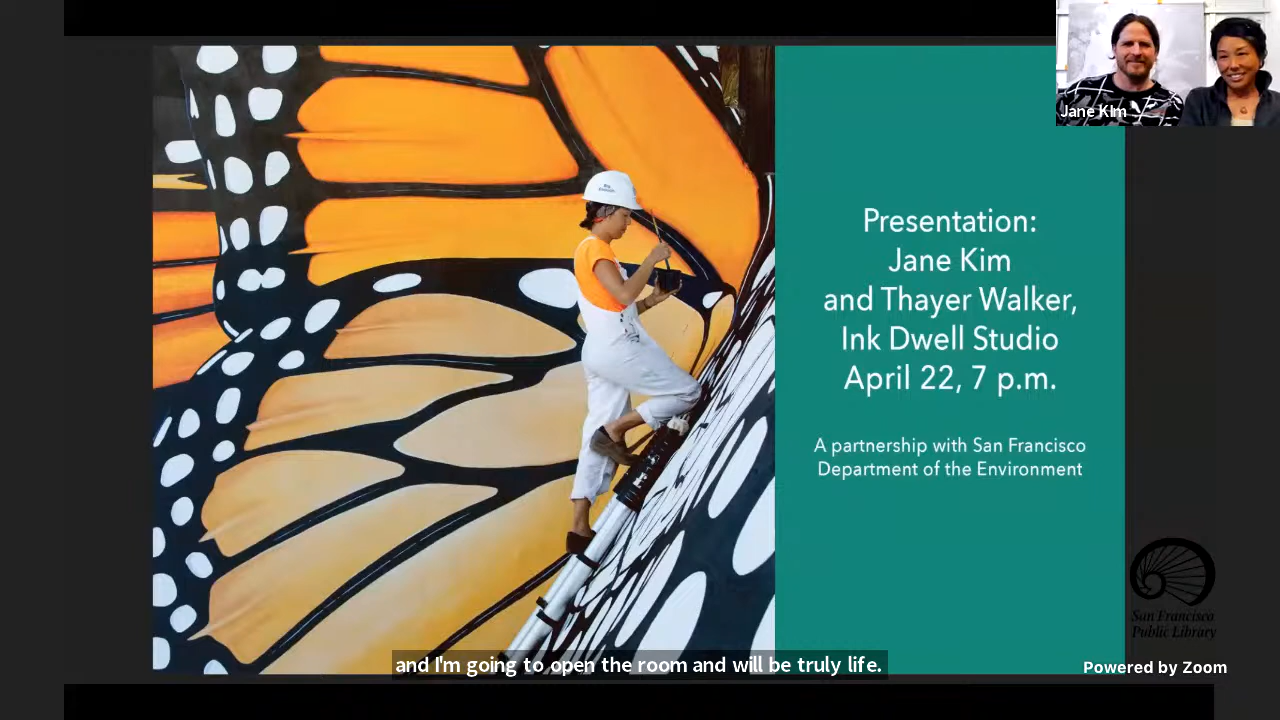 Jane KIm
Presentation:
Jane Kim
and Thayer Walker,
Ink Dwell Studio
April 22, 7 p.m.
A partnership with San Francisco
Department of the Environment
San Francisco
Public Library
and I'm going to open the room and will be truly life.
Powered by Zoom